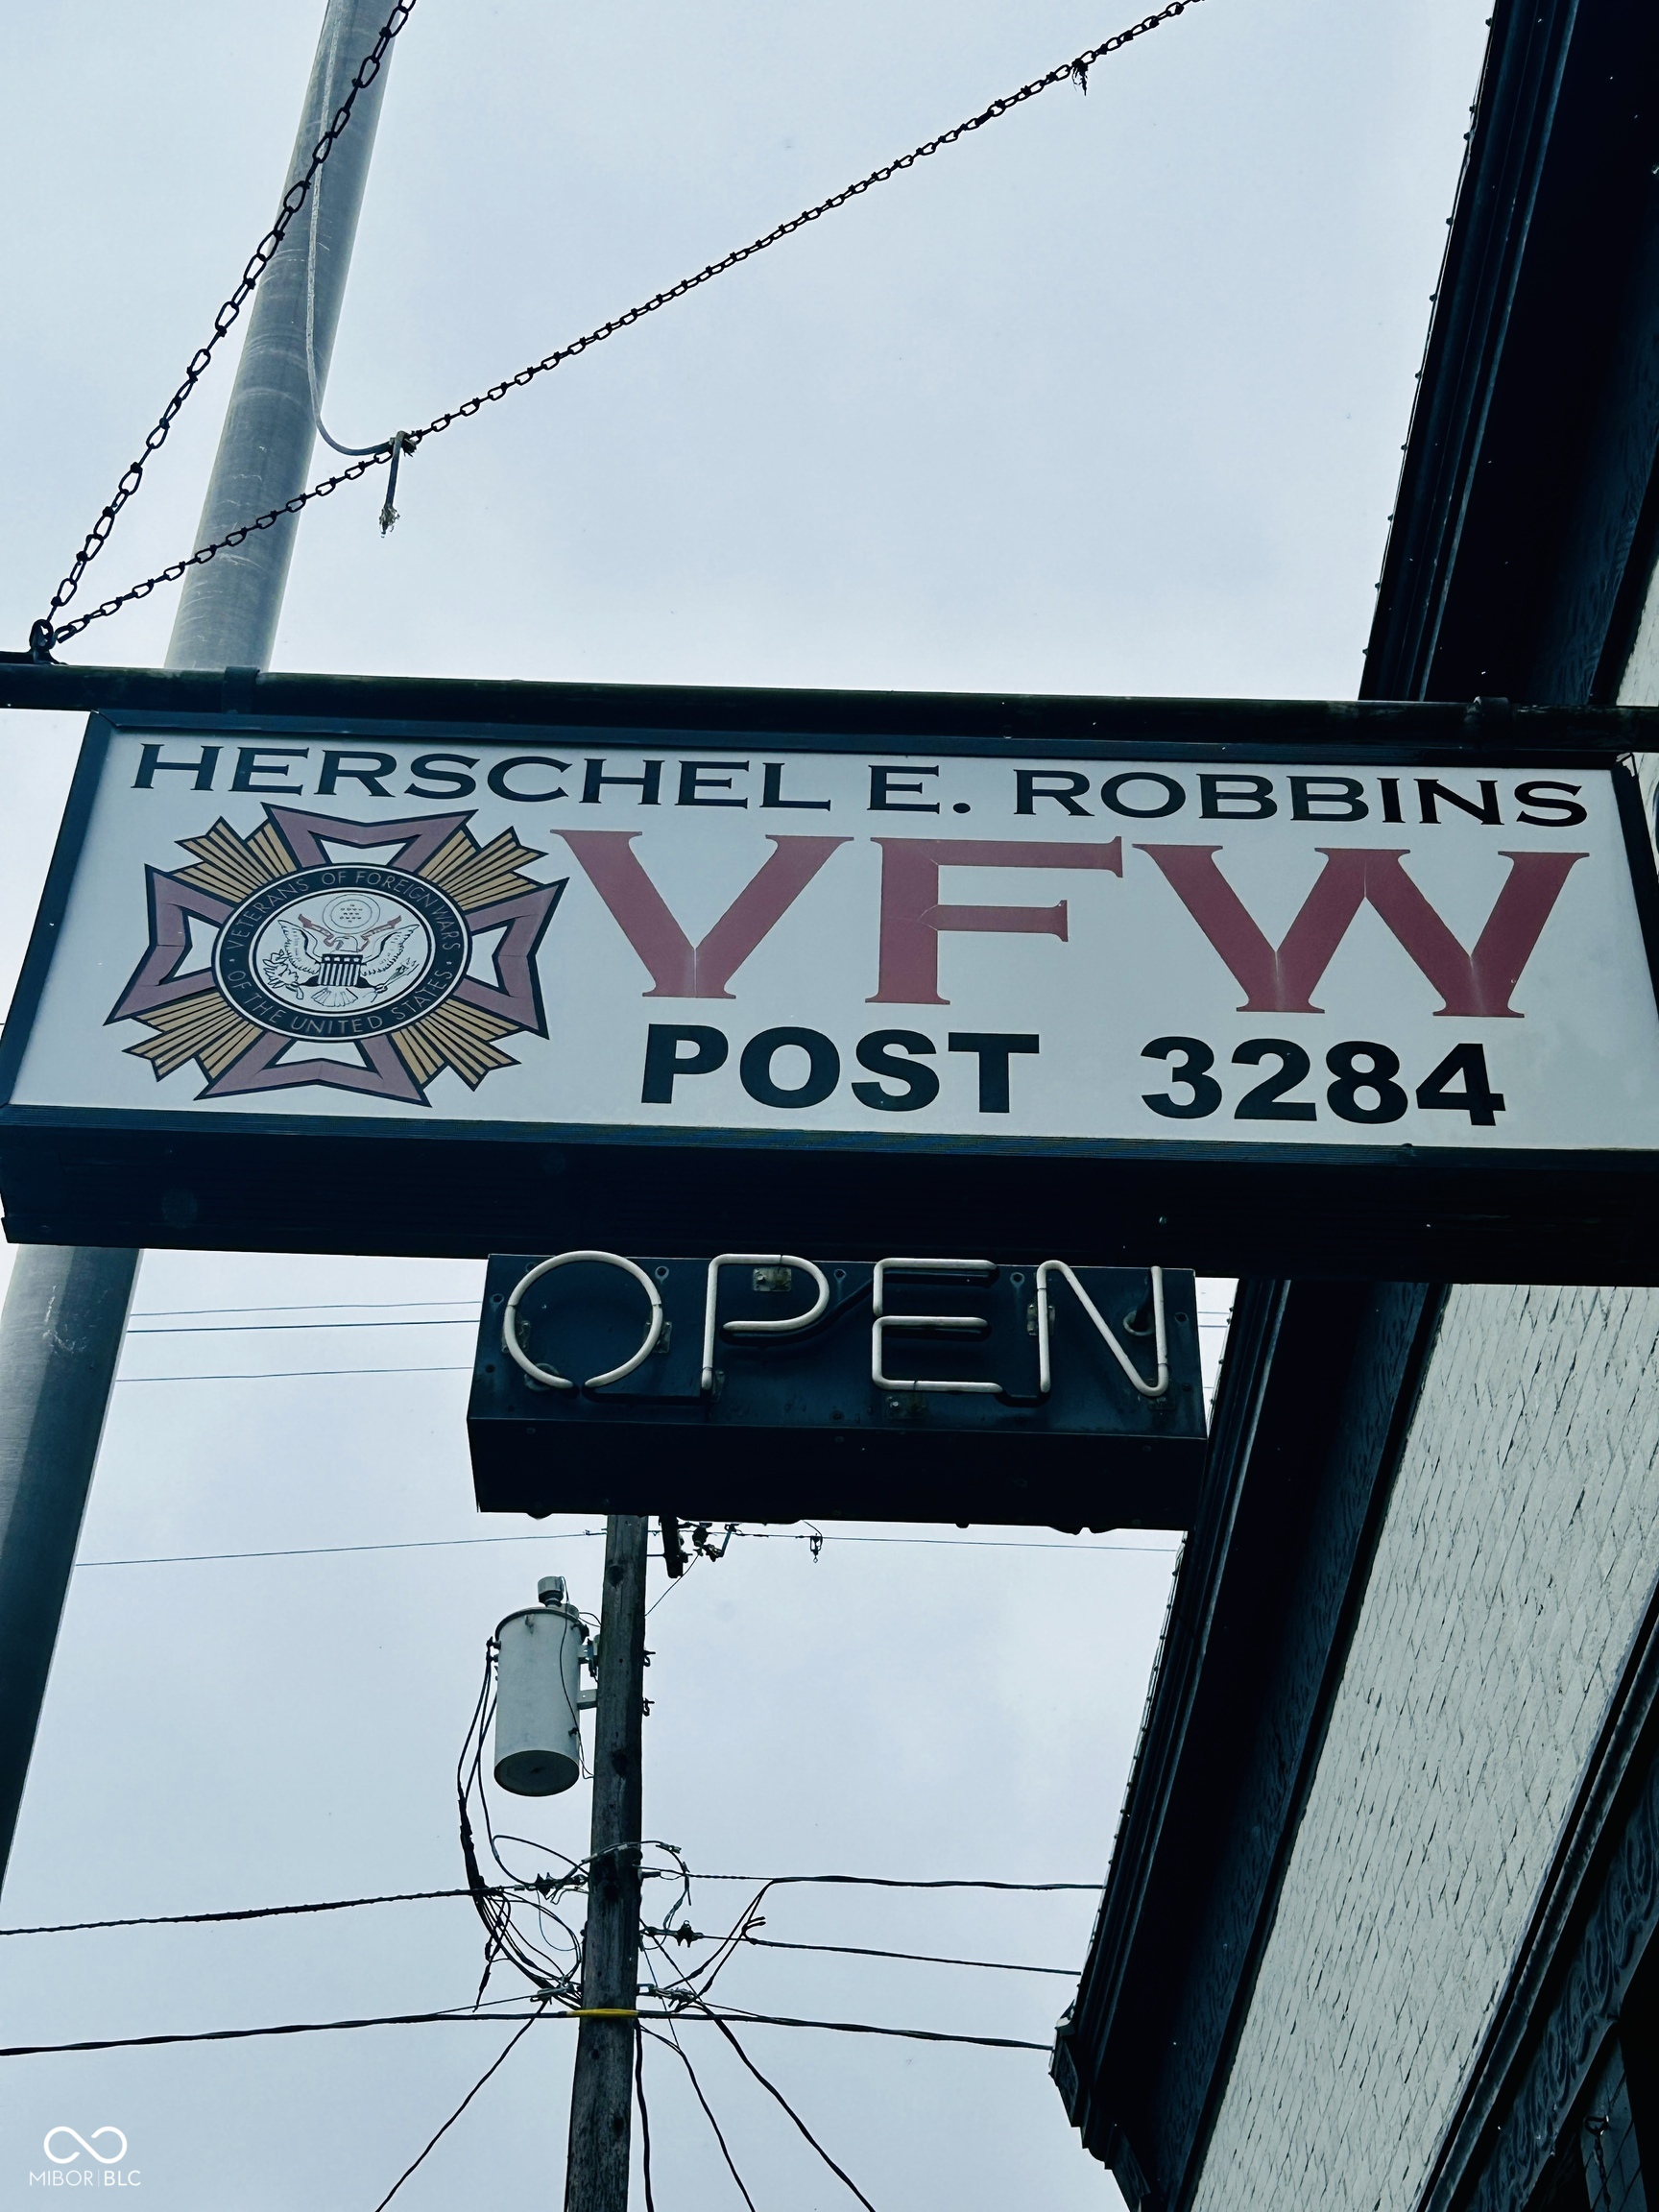 HERSCHEL E. ROBBINS
VETERANS OF FOREIGN WARS
OF THE UNITED STATES
VFW
POST 3284
OPEN
MIBOR BLC